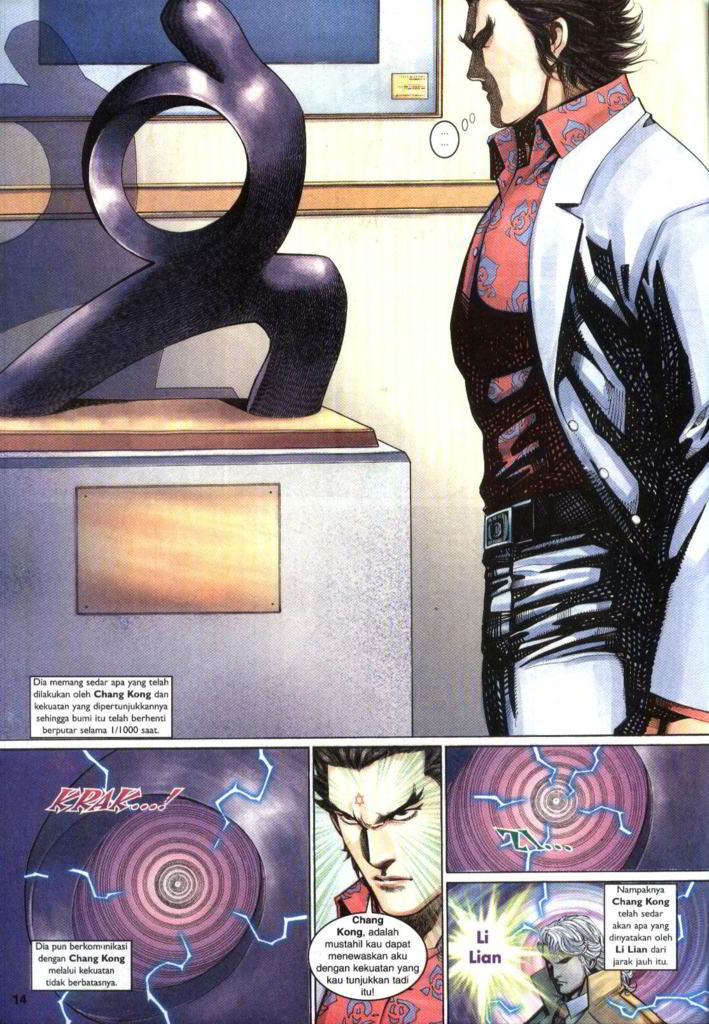 ...
...
Dia memang sedar apa yang telah
dilakukan oleh Chang Kong dan
kekuatan yang dipertunjukkannya
sehingga bumi itu telah berhenti
berputar selama 1/1000 saat.
KRAK...!
Dia pun berkomunikasi
dengan Chang Kong
melalui kekuatan
tidak berbatasnya.
14
Chang
Kong, adalah
mustahil kau dapat
menewaskan aku
dengan kekuatan yang
kau tunjukkan tadi
itu!
ZZ...
Li
Lian
Nampaknya
Chang Kong
telah sedar
akan apa yang
dinyatakan oleh
Li Lian dari
jarak jauh itu.